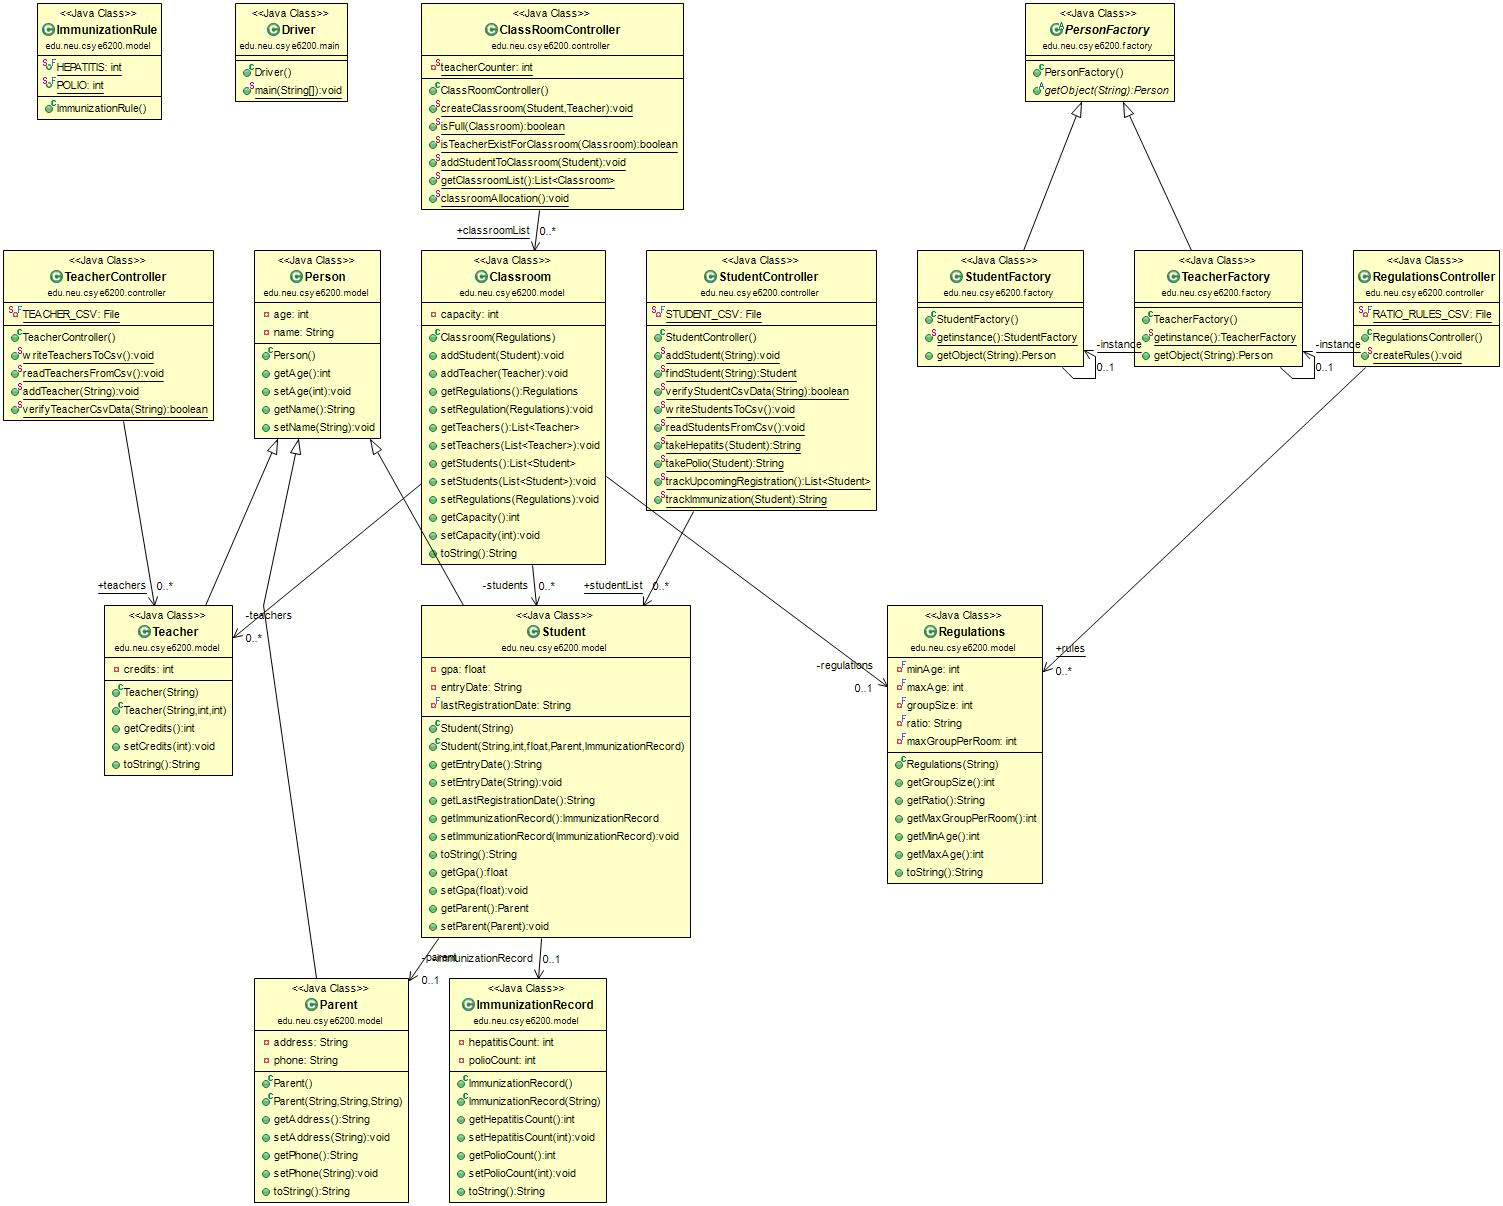 <<Java Class>>
ImmunizationRule
edu.neu.csye6200.model
HEPATITIS: int
POLIO: int
ImmunizationRule()
<<Java Class>>
Driver
edu.neu.csye6200.main
Driver()
main(String[]):void
<<Java Class>>
ClassRoomController
edu.neu.csye6200.controller
teacherCounter: int
ClassRoomController()
createClassroom(Student,Teacher):void
isFull(Classroom):boolean
isTeacherExistForClassroom(Classroom):boolean
addStudentToClassroom(Student):void
getClassroomList():List<Classroom>
classroomAllocation():void
<<Java Class>>
PersonFactory
edu.neu.csye6200.factory
PersonFactory()
getObject(String):Person
+classroomList
0..*
<<Java Class>>
TeacherController
edu.neu.csye6200.controller
TEACHER_CSV: File
TeacherController()
writeTeachersToCsv():void
readTeachersFromCsv():void
addTeacher(String):void
verifyTeacherCsvData(String):boolean
<<Java Class>>
Person
edu.neu.csye6200.model
age: int
name: String
Person()
getAge():int
setAge(int):void
getName():String
setName(String):void
<<Java Class>>
Classroom
edu.neu.csye6200.model
capacity: int
Classroom(Regulations)
addStudent(Student):void
addTeacher(Teacher):void
getRegulations():Regulations
setRegulation(Regulations):void
getTeachers():List<Teacher>
setTeachers(List<Teacher>):void
getStudents():List<Student>
setStudents(List<Student>):void
setRegulations(Regulations):void
getCapacity():int
setCapacity(int):void
toString():String
<<Java Class>>
StudentController
edu.neu.csye6200.controller
STUDENT_CSV: File
StudentController()
addStudent(String):void
findStudent(String):Student
verifyStudentCsvData(String):boolean
writeStudentsToCsv():void
readStudentsFromCsv():void
takeHepatits(Student):String
takePolio(Student):String
trackUpcomingRegistration():List<Student>
trackImmunization(Student):String
<<Java Class>>
StudentFactory
edu.neu.csye6200.factory
StudentFactory()
getinstance():StudentFactory
getObject(String):Person
-instance
0..1
<<Java Class>>
TeacherFactory
edu.neu.csye6200.factory
TeacherFactory()
getinstance():TeacherFactory
getObject(String):Person
-instance
0..1
<<Java Class>>
RegulationsController
edu.neu.csye6200.controller
RATIO_RULES_CSV: File
RegulationsController()
createRules():void
+teachers
0..*
-teachers
0..*
-students
0..*
+studentList
0..*
-regulations
0..1
+rules
0..*
<<Java Class>>
Teacher
edu.neu.csye6200.model
credits: int
Teacher(String)
Teacher(String,int,int)
getCredits():int
setCredits(int):void
toString():String
<<Java Class>>
Student
edu.neu.csye6200.model
gpa: float
entryDate: String
lastRegistrationDate: String
Student(String)
Student(String,int,float,Parent,ImmunizationRecord)
getEntryDate():String
setEntryDate(String):void
getLastRegistrationDate():String
getImmunizationRecord():ImmunizationRecord
setImmunizationRecord(ImmunizationRecord):void
toString():String
getGpa():float
setGpa(float):void
getParent():Parent
setParent(Parent):void
<<Java Class>>
Regulations
edu.neu.csye6200.model
minAge: int
maxAge: int
groupSize: int
ratio: String
maxGroupPerRoom: int
Regulations(String)
getGroupSize():int
getRatio():String
getMaxGroupPerRoom():int
getMinAge():int
getMaxAge():int
toString():String
-parent
0..1
-immunizationRecord
0..1
<<Java Class>>
Parent
edu.neu.csye6200.model
address: String
phone: String
Parent()
Parent(String,String,String)
getAddress():String
setAddress(String):void
getPhone():String
setPhone(String):void
toString():String
<<Java Class>>
ImmunizationRecord
edu.neu.csye6200.model
hepatitisCount: int
polioCount: int
ImmunizationRecord()
ImmunizationRecord(String)
getHepatitisCount():int
setHepatitisCount(int):void
getPolioCount():int
setPolioCount(int):void
toString():String